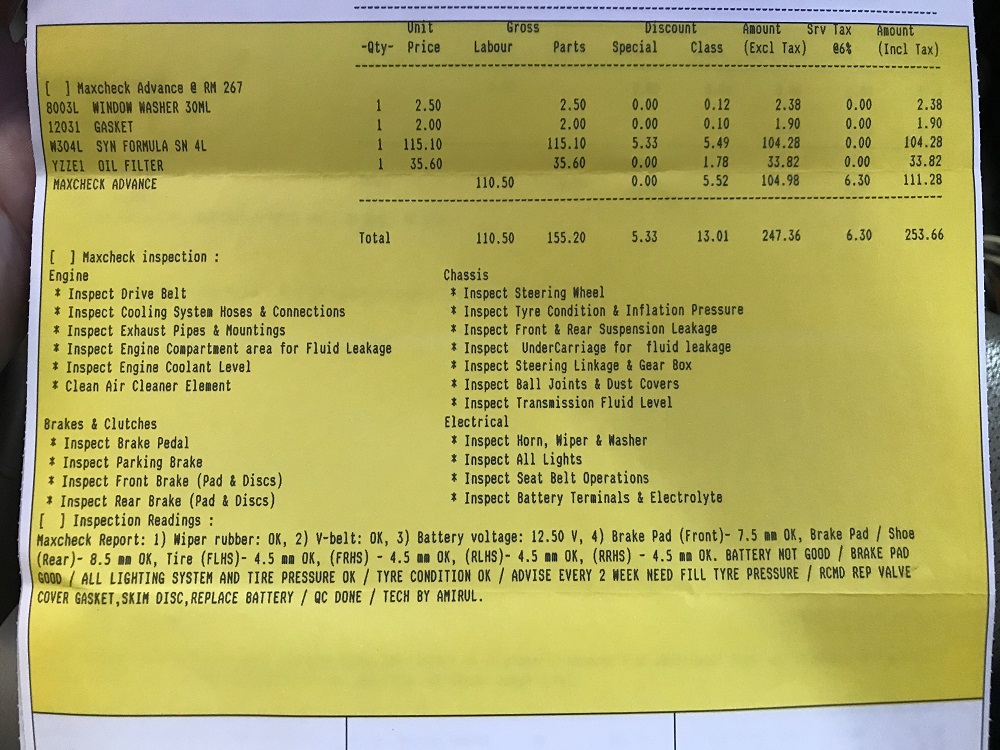 Unit Gross Discount Amount Srv Tax Amount
-Qty- Price Labour Parts Special Class (Excl Tax) @6% (Incl Tax)
[ ] Maxcheck Advance @ RM 267
8003L WINDOW WASHER 30ML 1 2.50 2.50 0.00 0.12 2.38 0.00 2.38
12031 GASKET 1 2.00 2.00 0.00 0.10 1.90 0.00 1.90
W304L SYN FORMULA SN 4L 1 115.10 115.10 5.33 5.49 104.28 0.00 104.28
YZZE1 OIL FILTER 1 35.60 35.60 0.00 1.78 33.82 0.00 33.82
MAXCHECK ADVANCE 110.50 0.00 5.52 104.98 6.30 111.28
Total 110.50 155.20 5.33 13.01 247.36 6.30 253.66
[ ] Maxcheck inspection :
Engine
* Inspect Drive Belt
* Inspect Cooling System Hoses & Connections
* Inspect Exhaust Pipes & Mountings
* Inspect Engine Compartment area for Fluid Leakage
* Inspect Engine Coolant Level
* Clean Air Cleaner Element
Chassis
* Inspect Steering Wheel
* Inspect Tyre Condition & Inflation Pressure
* Inspect Front & Rear Suspension Leakage
* Inspect UnderCarriage for fluid leakage
* Inspect Steering Linkage & Gear Box
* Inspect Ball Joints & Dust Covers
* Inspect Transmission Fluid Level
Brakes & Clutches
* Inspect Brake Pedal
* Inspect Parking Brake
* Inspect Front Brake (Pad & Discs)
* Inspect Rear Brake (Pad & Discs)
Electrical
* Inspect Horn, Wiper & Washer
* Inspect All Lights
* Inspect Seat Belt Operations
* Inspect Battery Terminals & Electrolyte
[ ] Inspection Readings :
Maxcheck Report: 1) Wiper rubber: OK, 2) V-belt: OK, 3) Battery voltage: 12.50 V, 4) Brake Pad (Front)- 7.5 mm OK, Brake Pad / Shoe
(Rear)- 8.5 mm OK, Tire (FLHS)- 4.5 mm OK, (FRHS) - 4.5 mm OK, (RLHS)- 4.5 mm OK, (RRHS) - 4.5 mm OK. BATTERY NOT GOOD / BRAKE PAD
GOOD / ALL LIGHTING SYSTEM AND TIRE PRESSURE OK / TYRE CONDITION OK / ADVISE EVERY 2 WEEK NEED FILL TYRE PRESSURE / RCMD REP VALVE
COVER GASKET,SKIM DISC,REPLACE BATTERY / QC DONE / TECH BY AMIRUL.